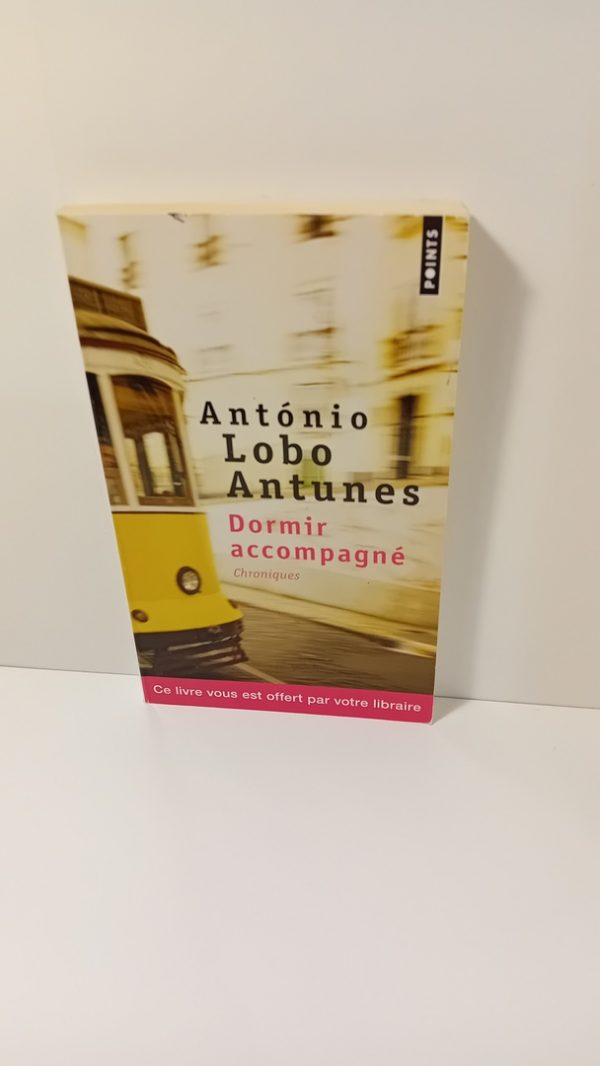 POINTS
António
Lobo
Antunes
Dormir
accompagné
Chroniques
Ce livre vous est offert par votre libraire